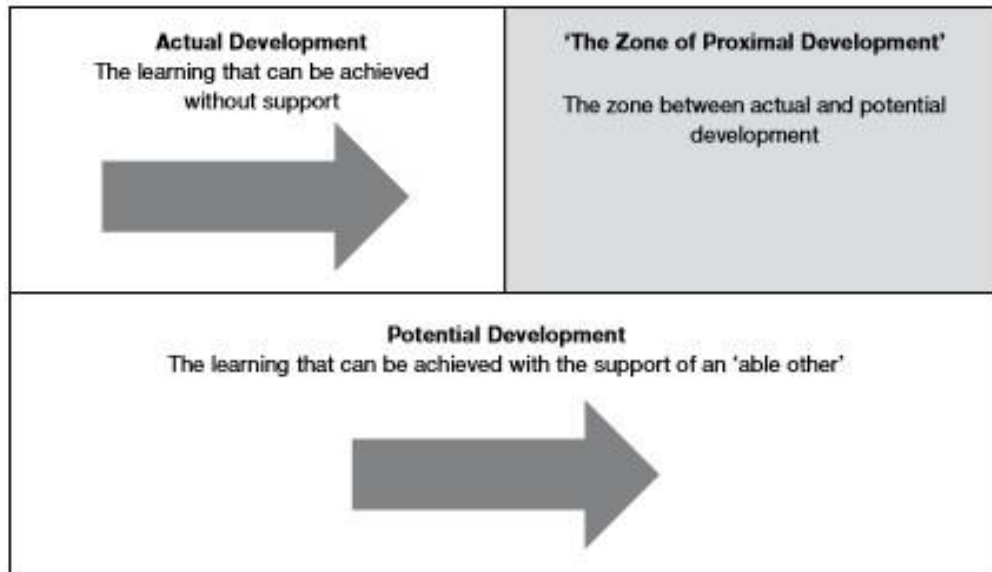 Actual Development
The learning that can be achieved
without support
‘The Zone of Proximal Development’
The zone between actual and potential
development
Potential Development
The learning that can be achieved with the support of an ‘able other’